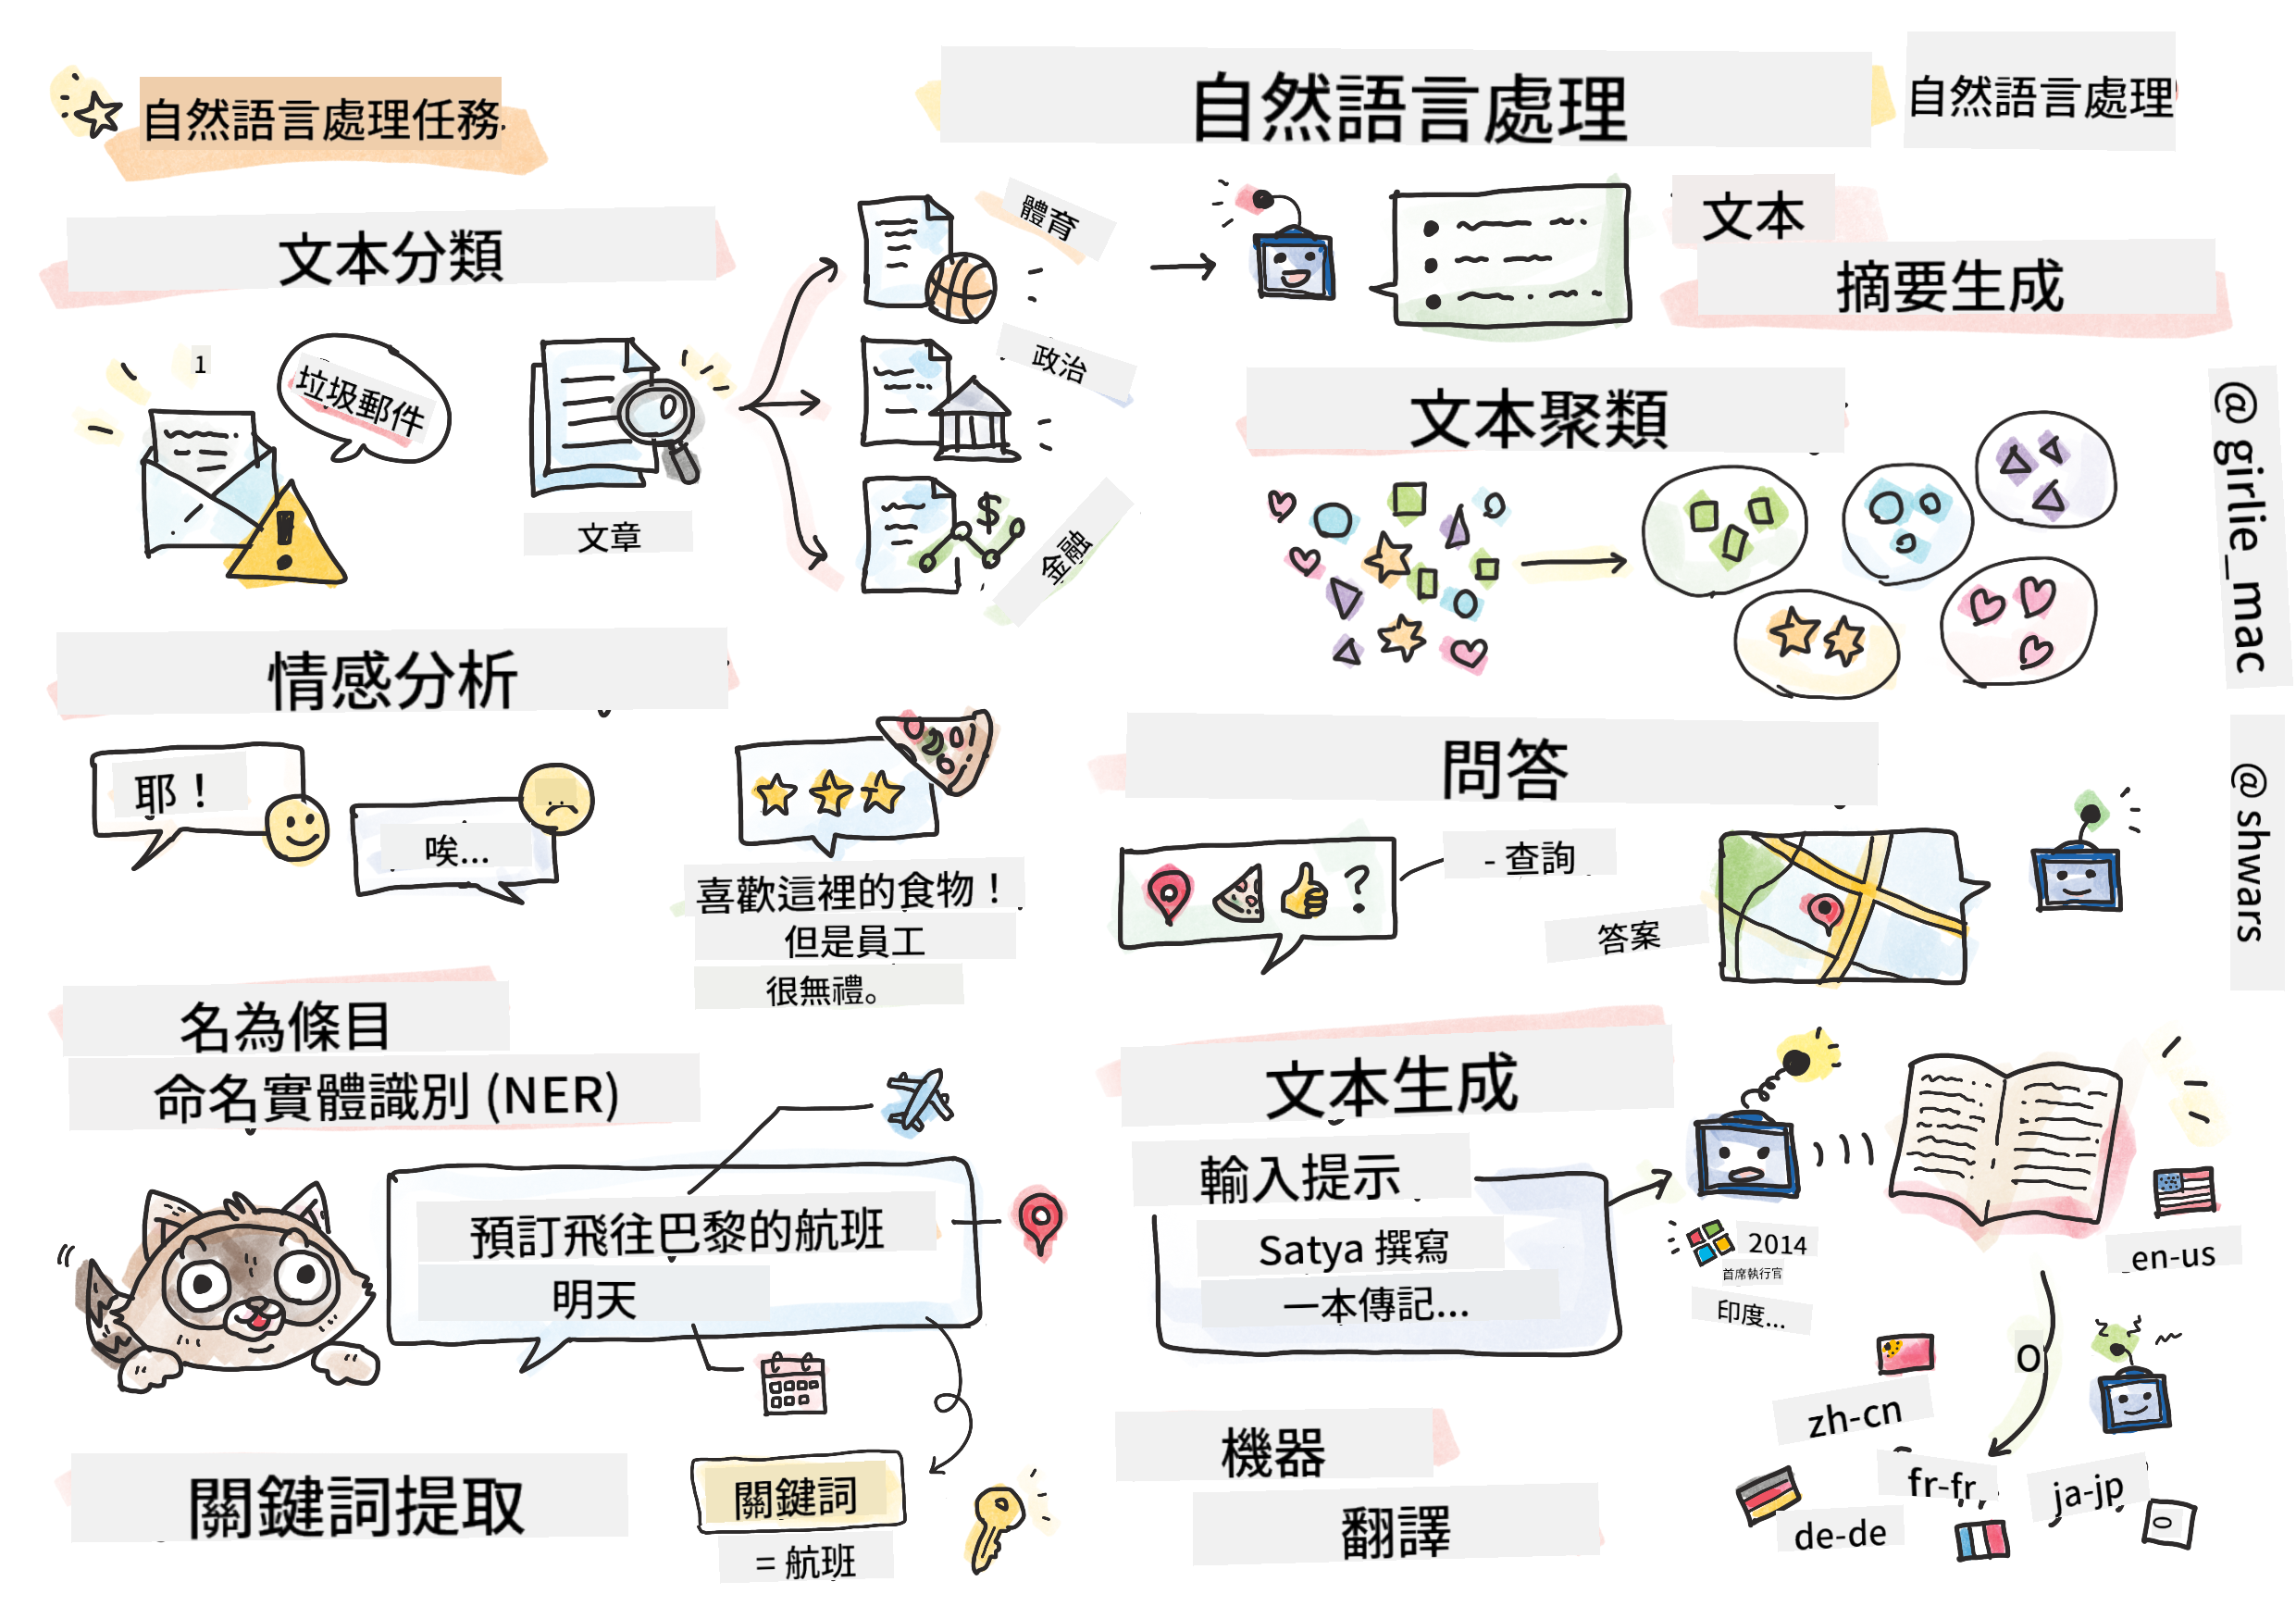 自然語言處理任務
自然語言處理
自然語言處理
文本分類
1
垃圾郵件
文章
體育
政治
$
金融
情感分析
耶！
唉...
喜歡這裡的食物！
但是員工
很無禮。
名為條目
命名實體識別 (NER)
預訂飛往巴黎的航班
明天
關鍵詞提取
關鍵詞
= 航班
文本
摘要生成
文本聚類
問答
?
- 查詢
答案
文本生成
輸入提示
Satya 撰寫
一本傳記...
2014
首席執行官
印度...
機器
翻譯
en-us
O
zh-cn
fr-fr
ja-jp
de-de
0
@ girlie_mac
@ shwars